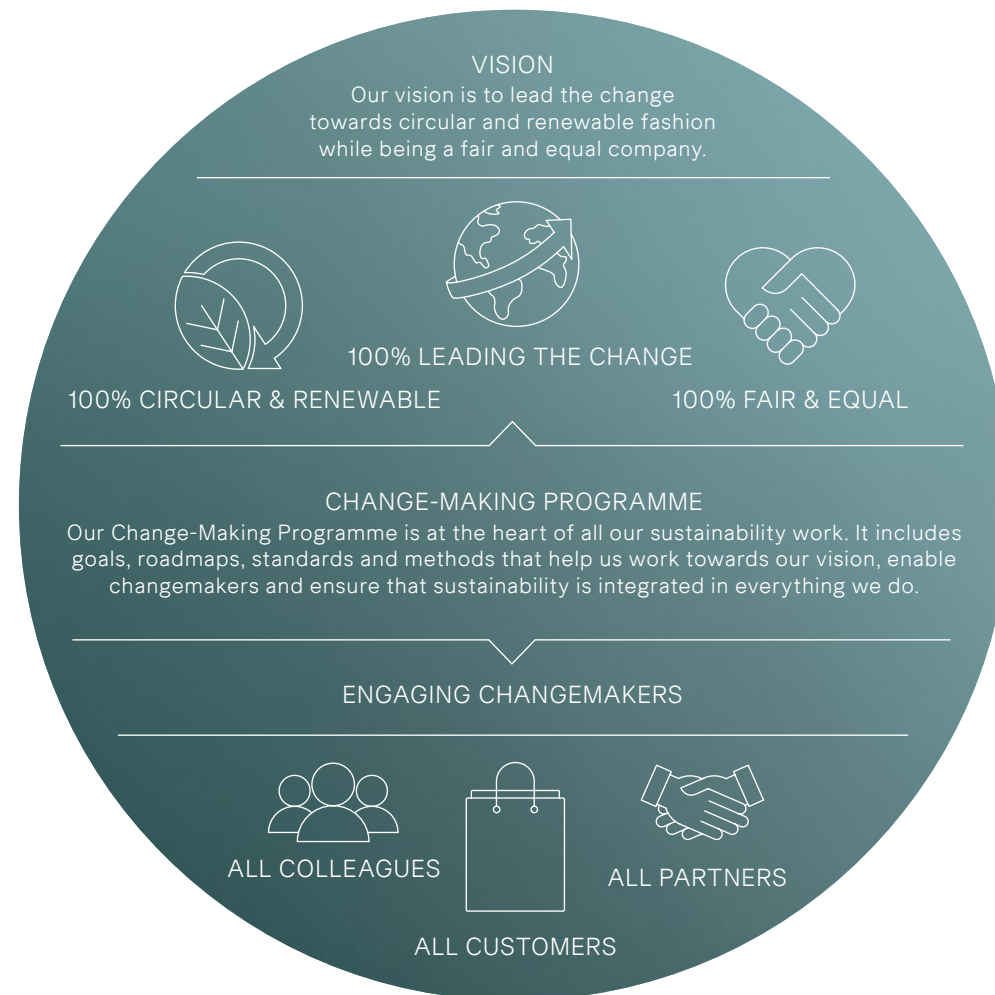 VISION
Our vision is to lead the change
towards circular and renewable fashion
while being a fair and equal company.
100% LEADING THE CHANGE
100% CIRCULAR & RENEWABLE
100% FAIR & EQUAL
CHANGE-MAKING PROGRAMME
Our Change-Making Programme is at the heart of all our sustainability work. It includes
goals, roadmaps, standards and methods that help us work towards our vision, enable
changemakers and ensure that sustainability is integrated in everything we do.
ENGAGING CHANGEMAKERS
ALL COLLEAGUES
ALL PARTNERS
ALL CUSTOMERS